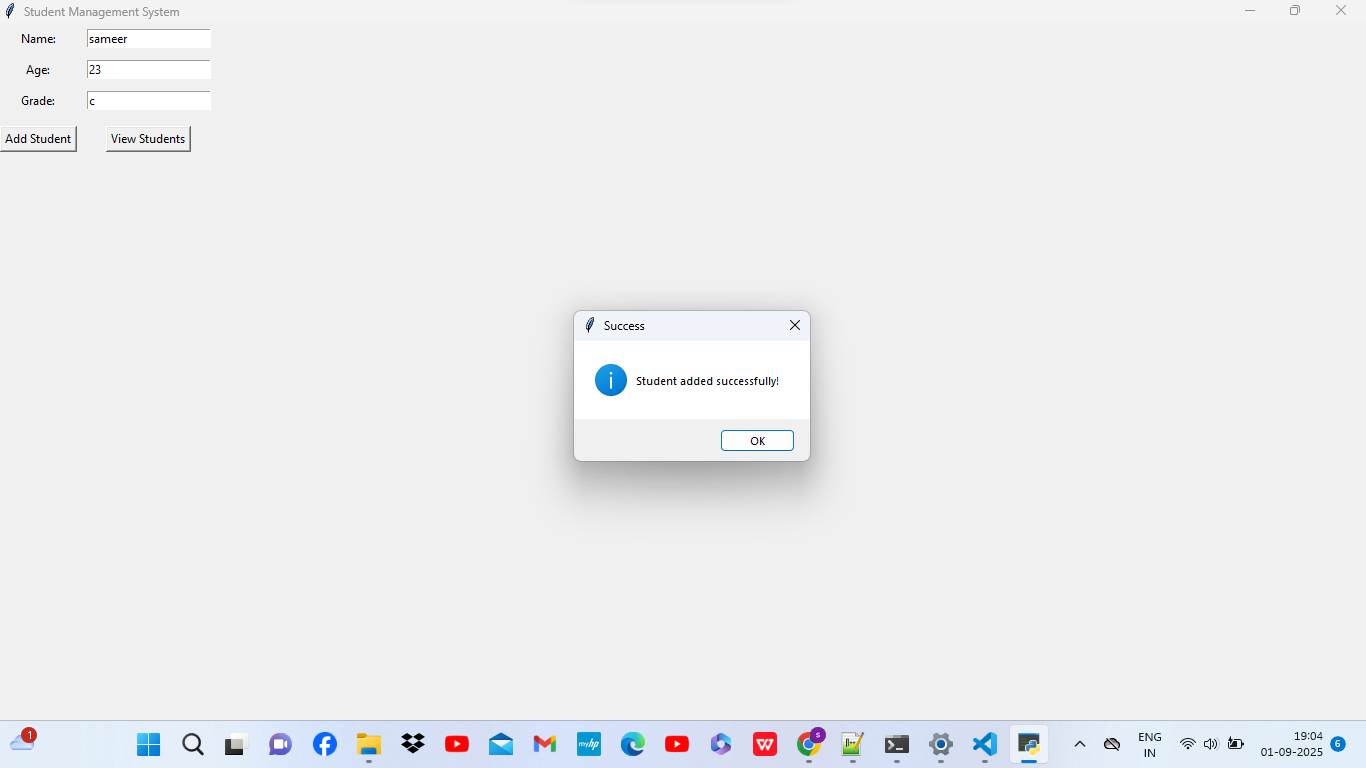 Student Management System
Name: sameer
Age: 23
Grade: c
Add Student View Students
Success
i Student added successfully!
OK
1
myhp
W
S
ENG
IN
19:04
01-09-2025
6